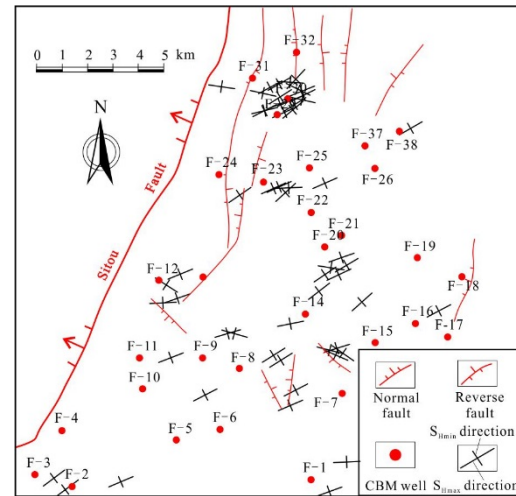 0 1 2 3 4 5
km
N
Sitou Fault
F-32
F-31
F-37
F-38
F-24
F-23
F-25
F-26
F-22
F-21
F-20
F-19
F-12
F-18
F-14
F-16
F-17
F-15
F-11
F-9
F-8
F-10
F-7
F-4
F-5
F-6
F-3
F-2
F-1
Normal fault
Reverse fault
CBM well
SHmin direction
SHmax direction